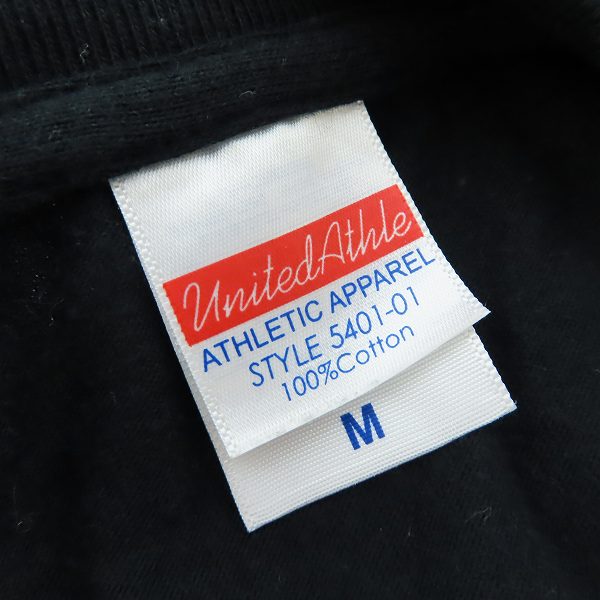 UnitedAthle
ATHLETIC APPAREL
STYLE 5401-01
100%Cotton
M